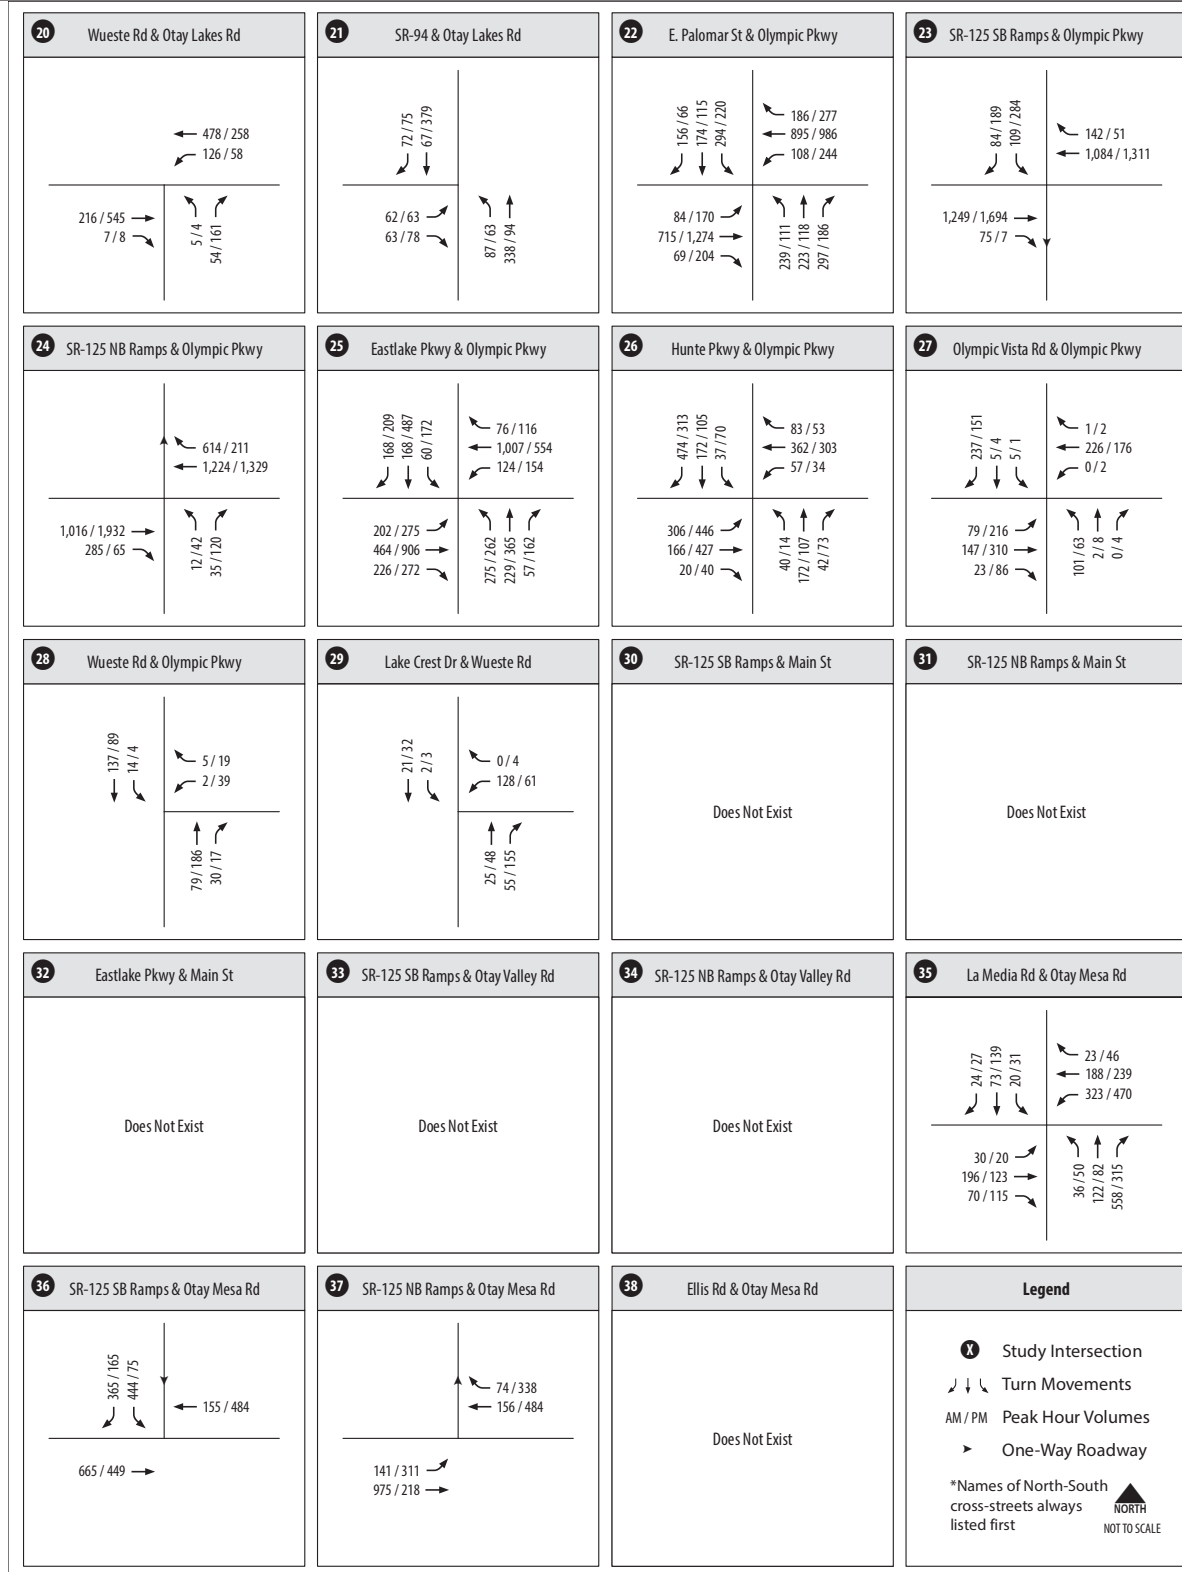 20 Wueste Rd & Otay Lakes Rd
478 / 258
126 / 58
216 / 545
7 / 8
5 / 4
54 / 161
21 SR-94 & Otay Lakes Rd
72 / 75
67 / 379
62 / 63
63 / 78
87 / 63
338 / 94
22 E. Palomar St & Olympic Pkwy
156 / 66
174 / 115
294 / 220
186 / 277
895 / 986
108 / 244
84 / 170
715 / 1,274
69 / 204
239 / 111
223 / 118
297 / 186
23 SR-125 SB Ramps & Olympic Pkwy
84 / 189
109 / 284
142 / 51
1,084 / 1,311
1,249 / 1,694
75 / 7
24 SR-125 NB Ramps & Olympic Pkwy
614 / 211
1,224 / 1,329
1,016 / 1,932
285 / 65
12 / 42
35 / 120
25 Eastlake Pkwy & Olympic Pkwy
168 / 209
168 / 487
60 / 172
76 / 116
1,007 / 554
124 / 154
202 / 275
464 / 906
226 / 272
275 / 262
229 / 365
57 / 162
26 Hunte Pkwy & Olympic Pkwy
474 / 313
172 / 105
37 / 70
83 / 53
362 / 303
57 / 34
306 / 446
166 / 427
20 / 40
40 / 14
172 / 107
42 / 73
27 Olympic Vista Rd & Olympic Pkwy
237 / 151
5 / 4
5 / 1
1 / 2
226 / 176
0 / 2
79 / 216
147 / 310
23 / 86
101 / 63
2 / 8
0 / 4
28 Wueste Rd & Olympic Pkwy
137 / 89
14 / 4
5 / 19
2 / 39
79 / 186
30 / 17
29 Lake Crest Dr & Wueste Rd
21 / 32
2 / 3
0 / 4
128 / 61
25 / 48
55 / 155
30 SR-125 SB Ramps & Main St
Does Not Exist
31 SR-125 NB Ramps & Main St
Does Not Exist
32 Eastlake Pkwy & Main St
Does Not Exist
33 SR-125 SB Ramps & Otay Valley Rd
Does Not Exist
34 SR-125 NB Ramps & Otay Valley Rd
Does Not Exist
35 La Media Rd & Otay Mesa Rd
24 / 27
73 / 139
20 / 31
23 / 46
188 / 239
323 / 470
30 / 20
196 / 123
70 / 115
36 / 50
122 / 82
558 / 315
36 SR-125 SB Ramps & Otay Mesa Rd
365 / 165
444 / 75
155 / 484
665 / 449
37 SR-125 NB Ramps & Otay Mesa Rd
74 / 338
156 / 484
141 / 311
975 / 218
38 Ellis Rd & Otay Mesa Rd
Does Not Exist
Legend
X Study Intersection
Turn Movements
AM / PM Peak Hour Volumes
One-Way Roadway
*Names of North-South
cross-streets always
listed first
NORTH
NOT TO SCALE